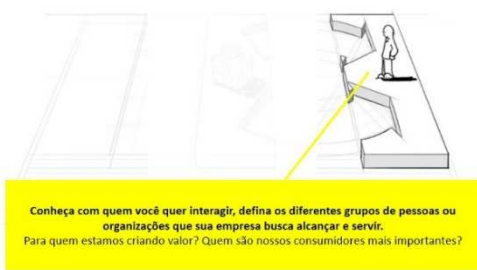 Conheça com quem você quer interagir, defina os diferentes grupos de pessoas ou
organizações que sua empresa busca alcançar e servir.
Para quem estamos criando valor? Quem são nossos consumidores mais importantes?